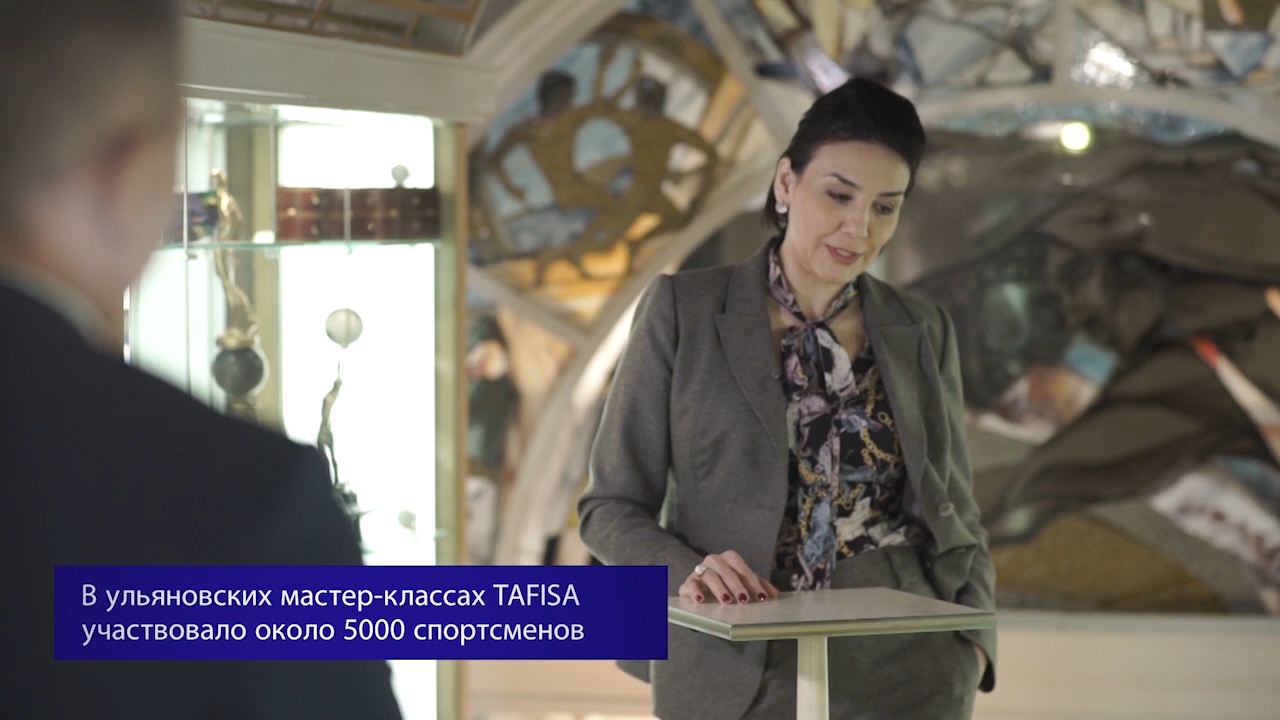 В ульяновских мастер-классах TAFISA
участвовало около 5000 спортсменов